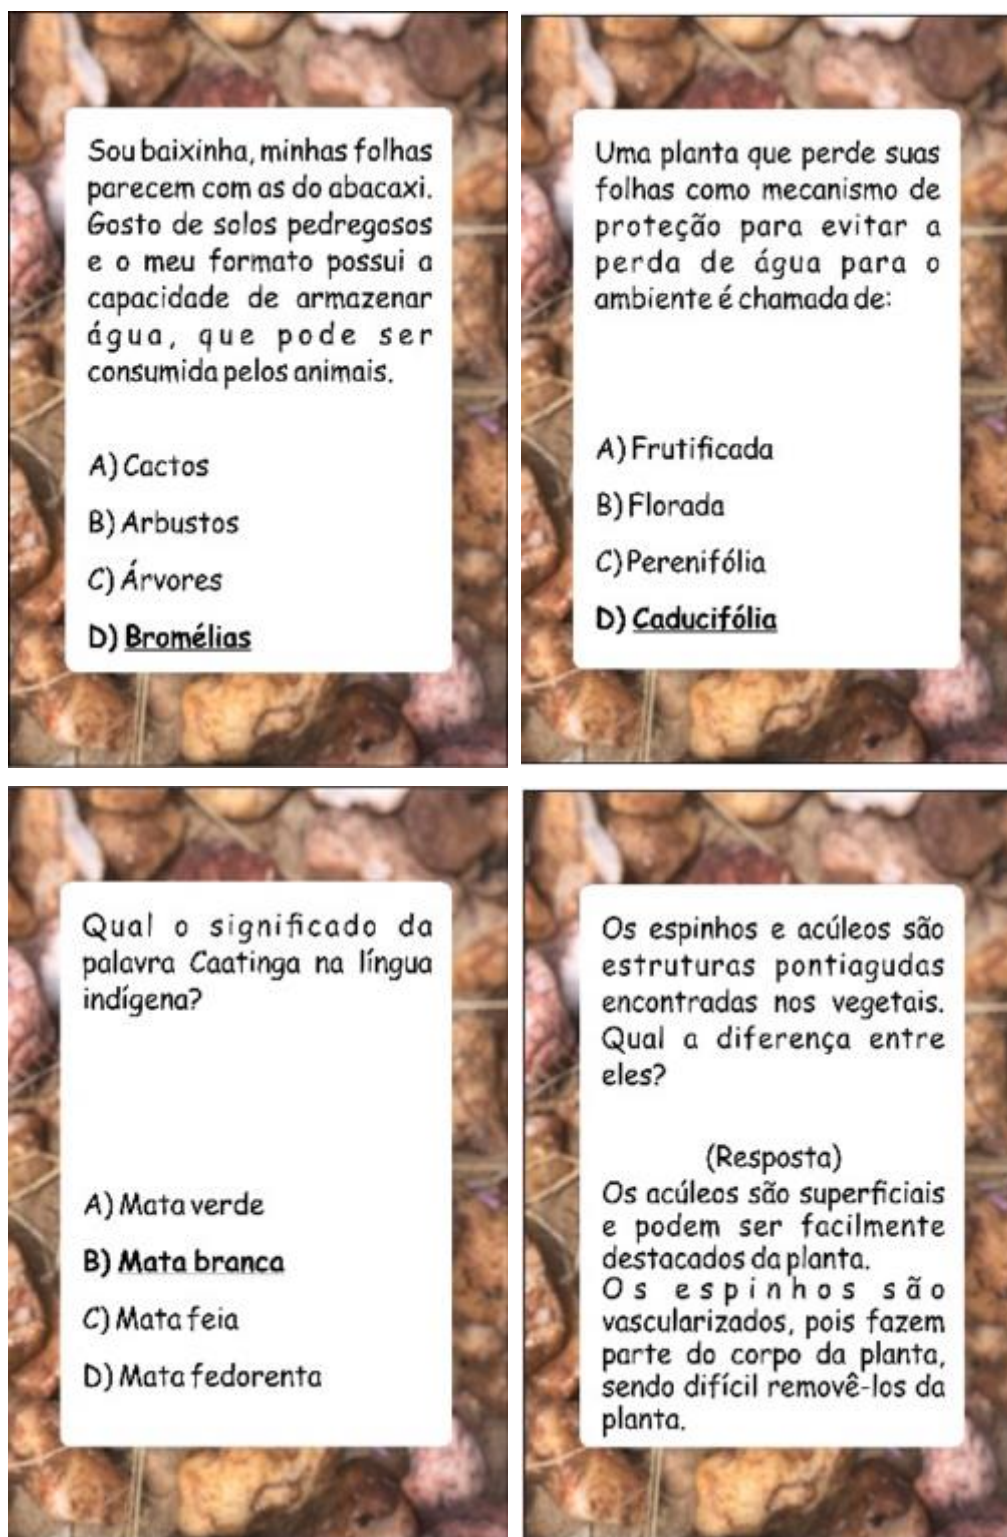 Sou baixinha, minhas folhas
parecem com as do abacaxi.
Gosto de solos pedregosos
e o meu formato possui a
capacidade de armazenar
água, que pode ser
consumida pelos animais.
A) Cactos
B) Arbustos
C) Árvores
D) Bromélias
Uma planta que perde suas
folhas como mecanismo de
proteção para evitar a
perda de água para o
ambiente é chamada de:
A) Frutificada
B) Florada
C) Perenifólia
D) Caducifólia
Qual o significado da
palavra Caatinga na língua
indígena?
A) Mata verde
B) Mata branca
C) Mata feia
D) Mata fedorenta
Os espinhos e acúleos são
estruturas pontiagudas
encontradas nos vegetais.
Qual a diferença entre
eles?
(Resposta)
Os acúleos são superficiais
e podem ser facilmente
destacados da planta.
Os espinhos são
vascularizados, pois fazem
parte do corpo da planta,
sendo difícil removê-los da
planta.